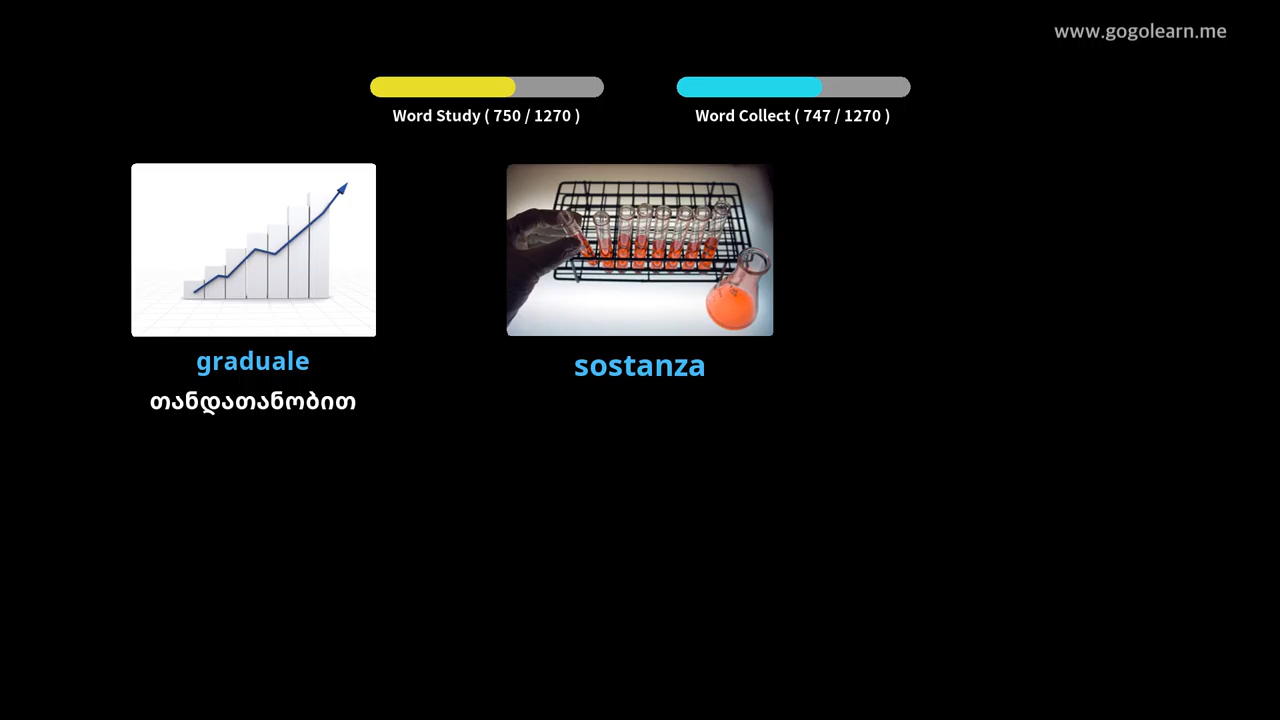 www.gogolearn.me
Word Study ( 750 / 1270 )
Word Collect ( 747 / 1270 )
graduale
თანდათანობით
sostanza